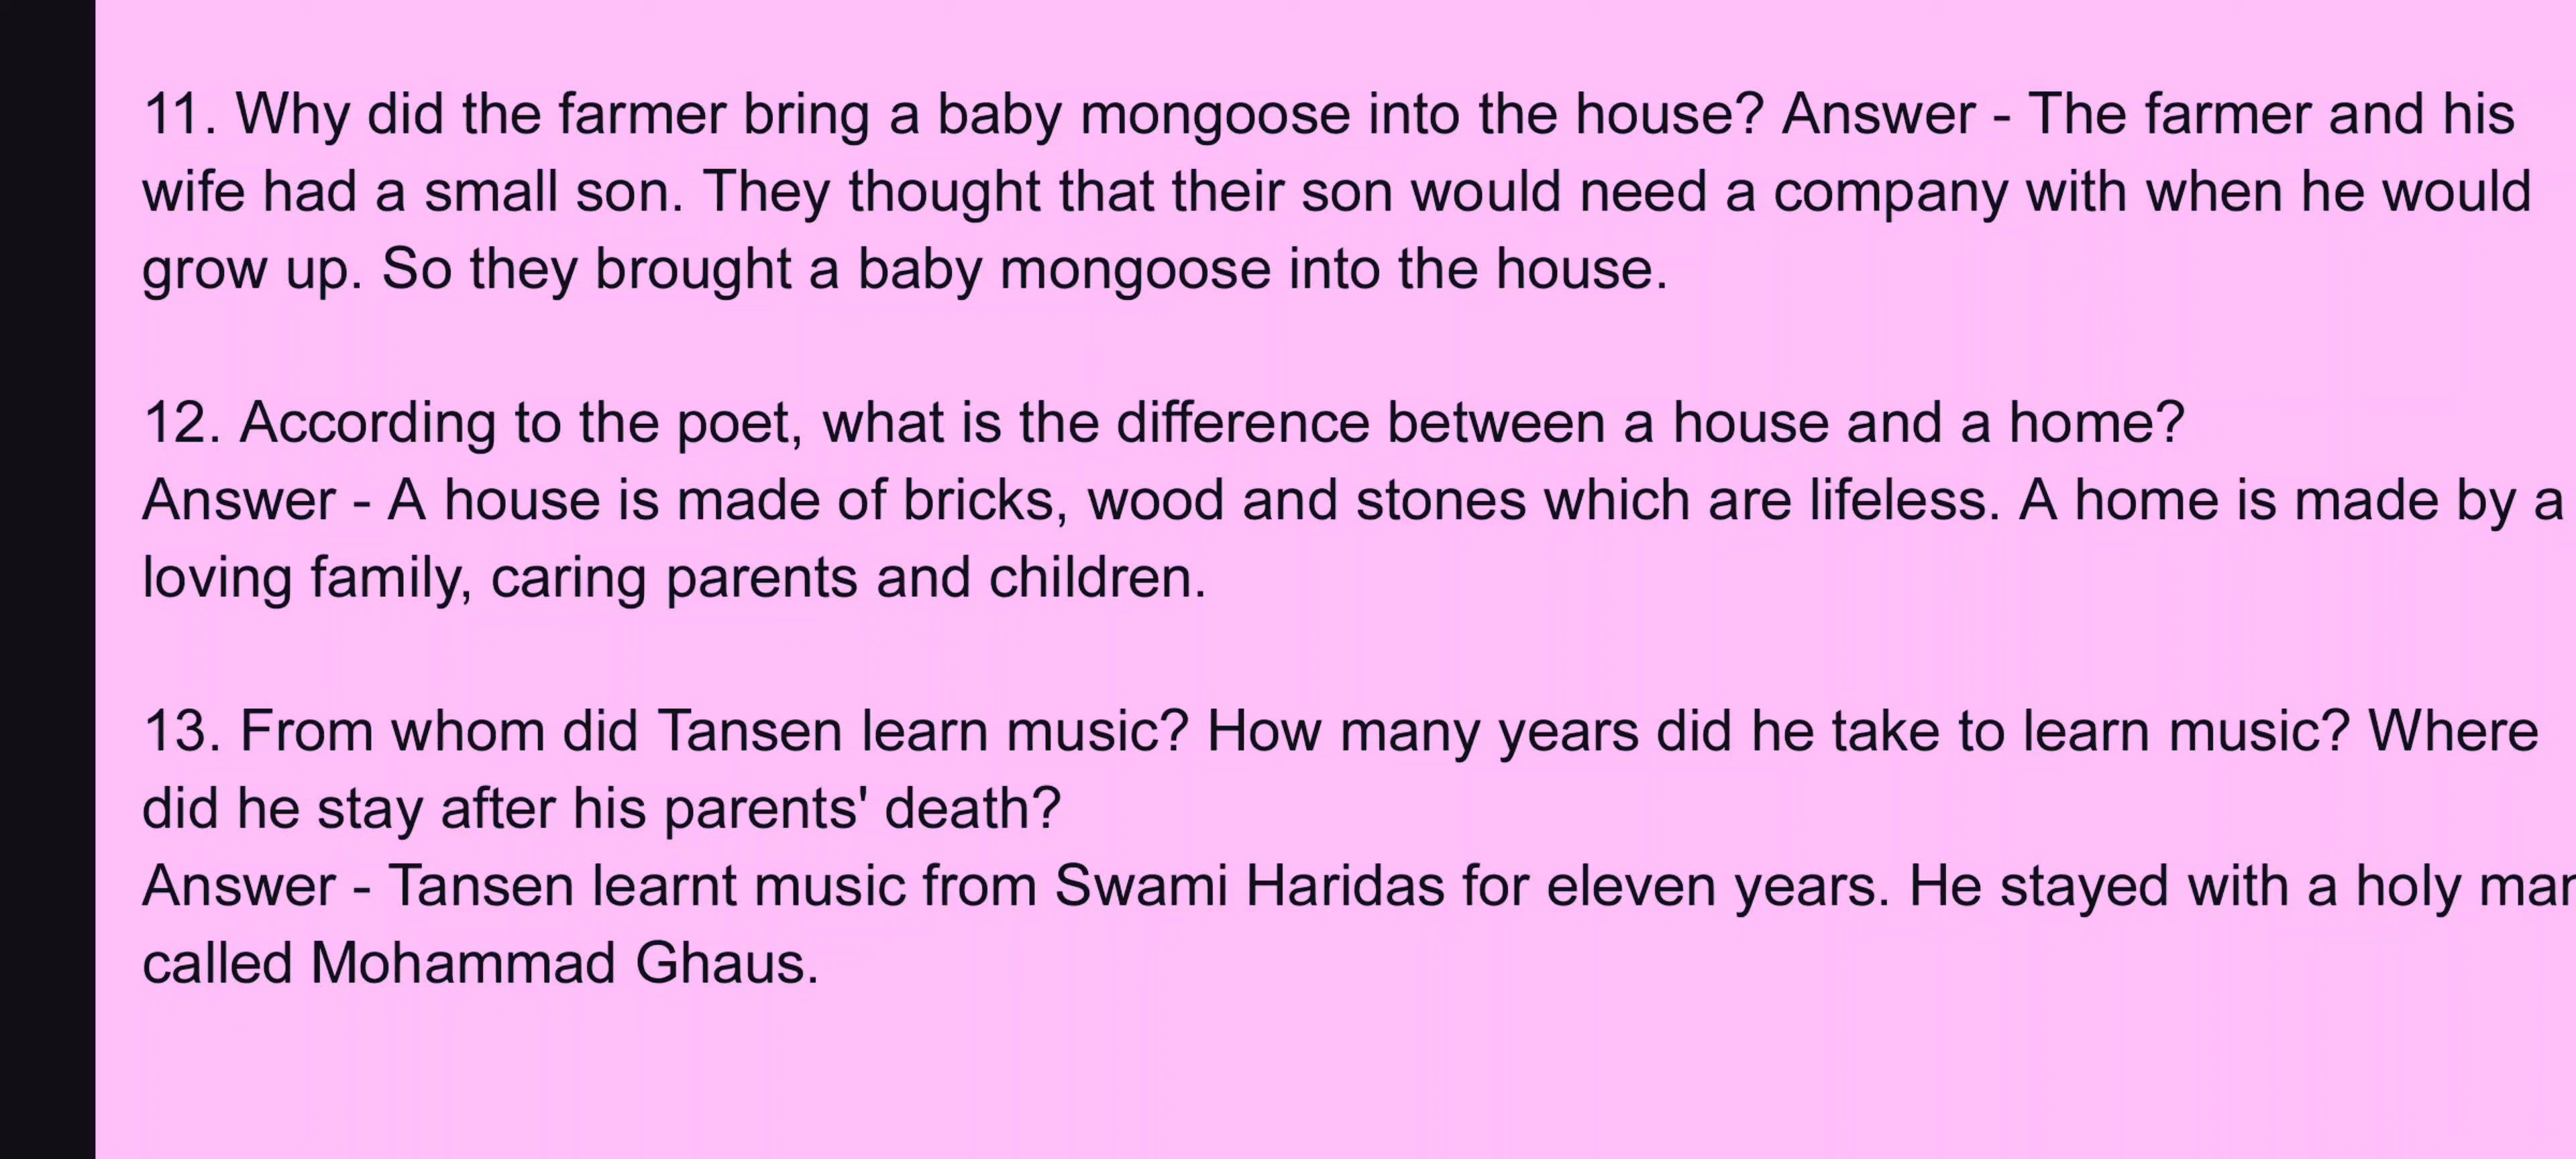 11. Why did the farmer bring a baby mongoose into the house? Answer - The farmer and his
wife had a small son. They thought that their son would need a company with when he would
grow up. So they brought a baby mongoose into the house.
12. According to the poet, what is the difference between a house and a home?
Answer - A house is made of bricks, wood and stones which are lifeless. A home is made by a
loving family, caring parents and children.
13. From whom did Tansen learn music? How many years did he take to learn music? Where
did he stay after his parents' death?
Answer - Tansen learnt music from Swami Haridas for eleven years. He stayed with a holy man
called Mohammad Ghaus.